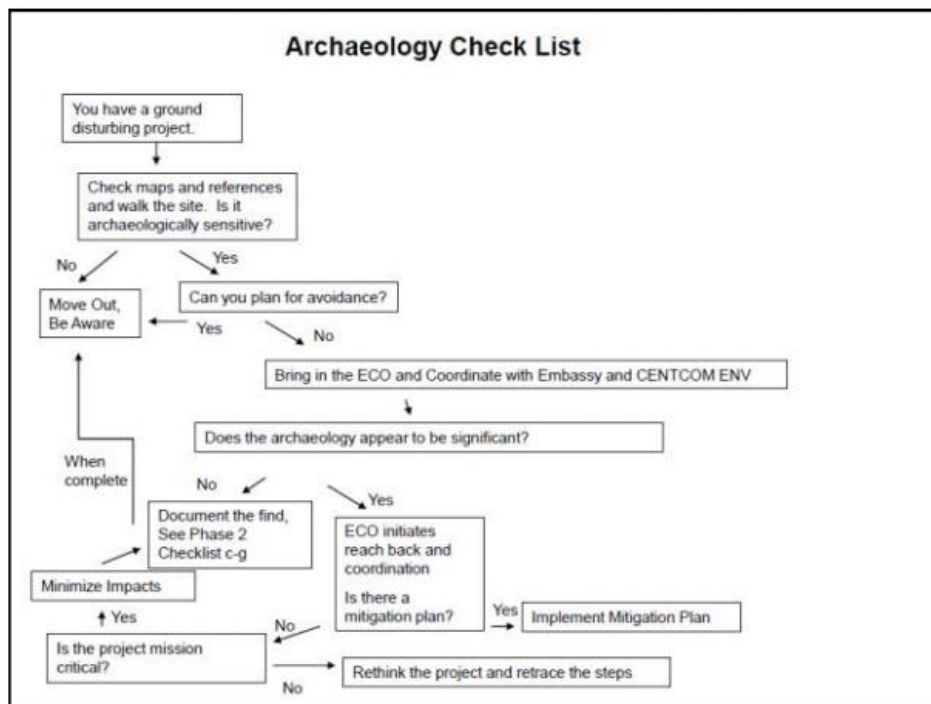 Archaeology Check List
You have a ground
disturbing project.
Check maps and references
and walk the site. Is it
archaeologically sensitive?
No
Yes
Move Out,
Be Aware
Can you plan for avoidance?
Yes
No
Bring in the ECO and Coordinate with Embassy and CENTCOM ENV
Does the archaeology appear to be significant?
When
complete
No
Yes
Document the find,
See Phase 2
Checklist c-g
ECO initiates
reach back and
coordination
Is there a
mitigation plan?
Minimize Impacts
Yes
No
Yes
Implement Mitigation Plan
Is the project mission
critical?
No
Rethink the project and retrace the steps